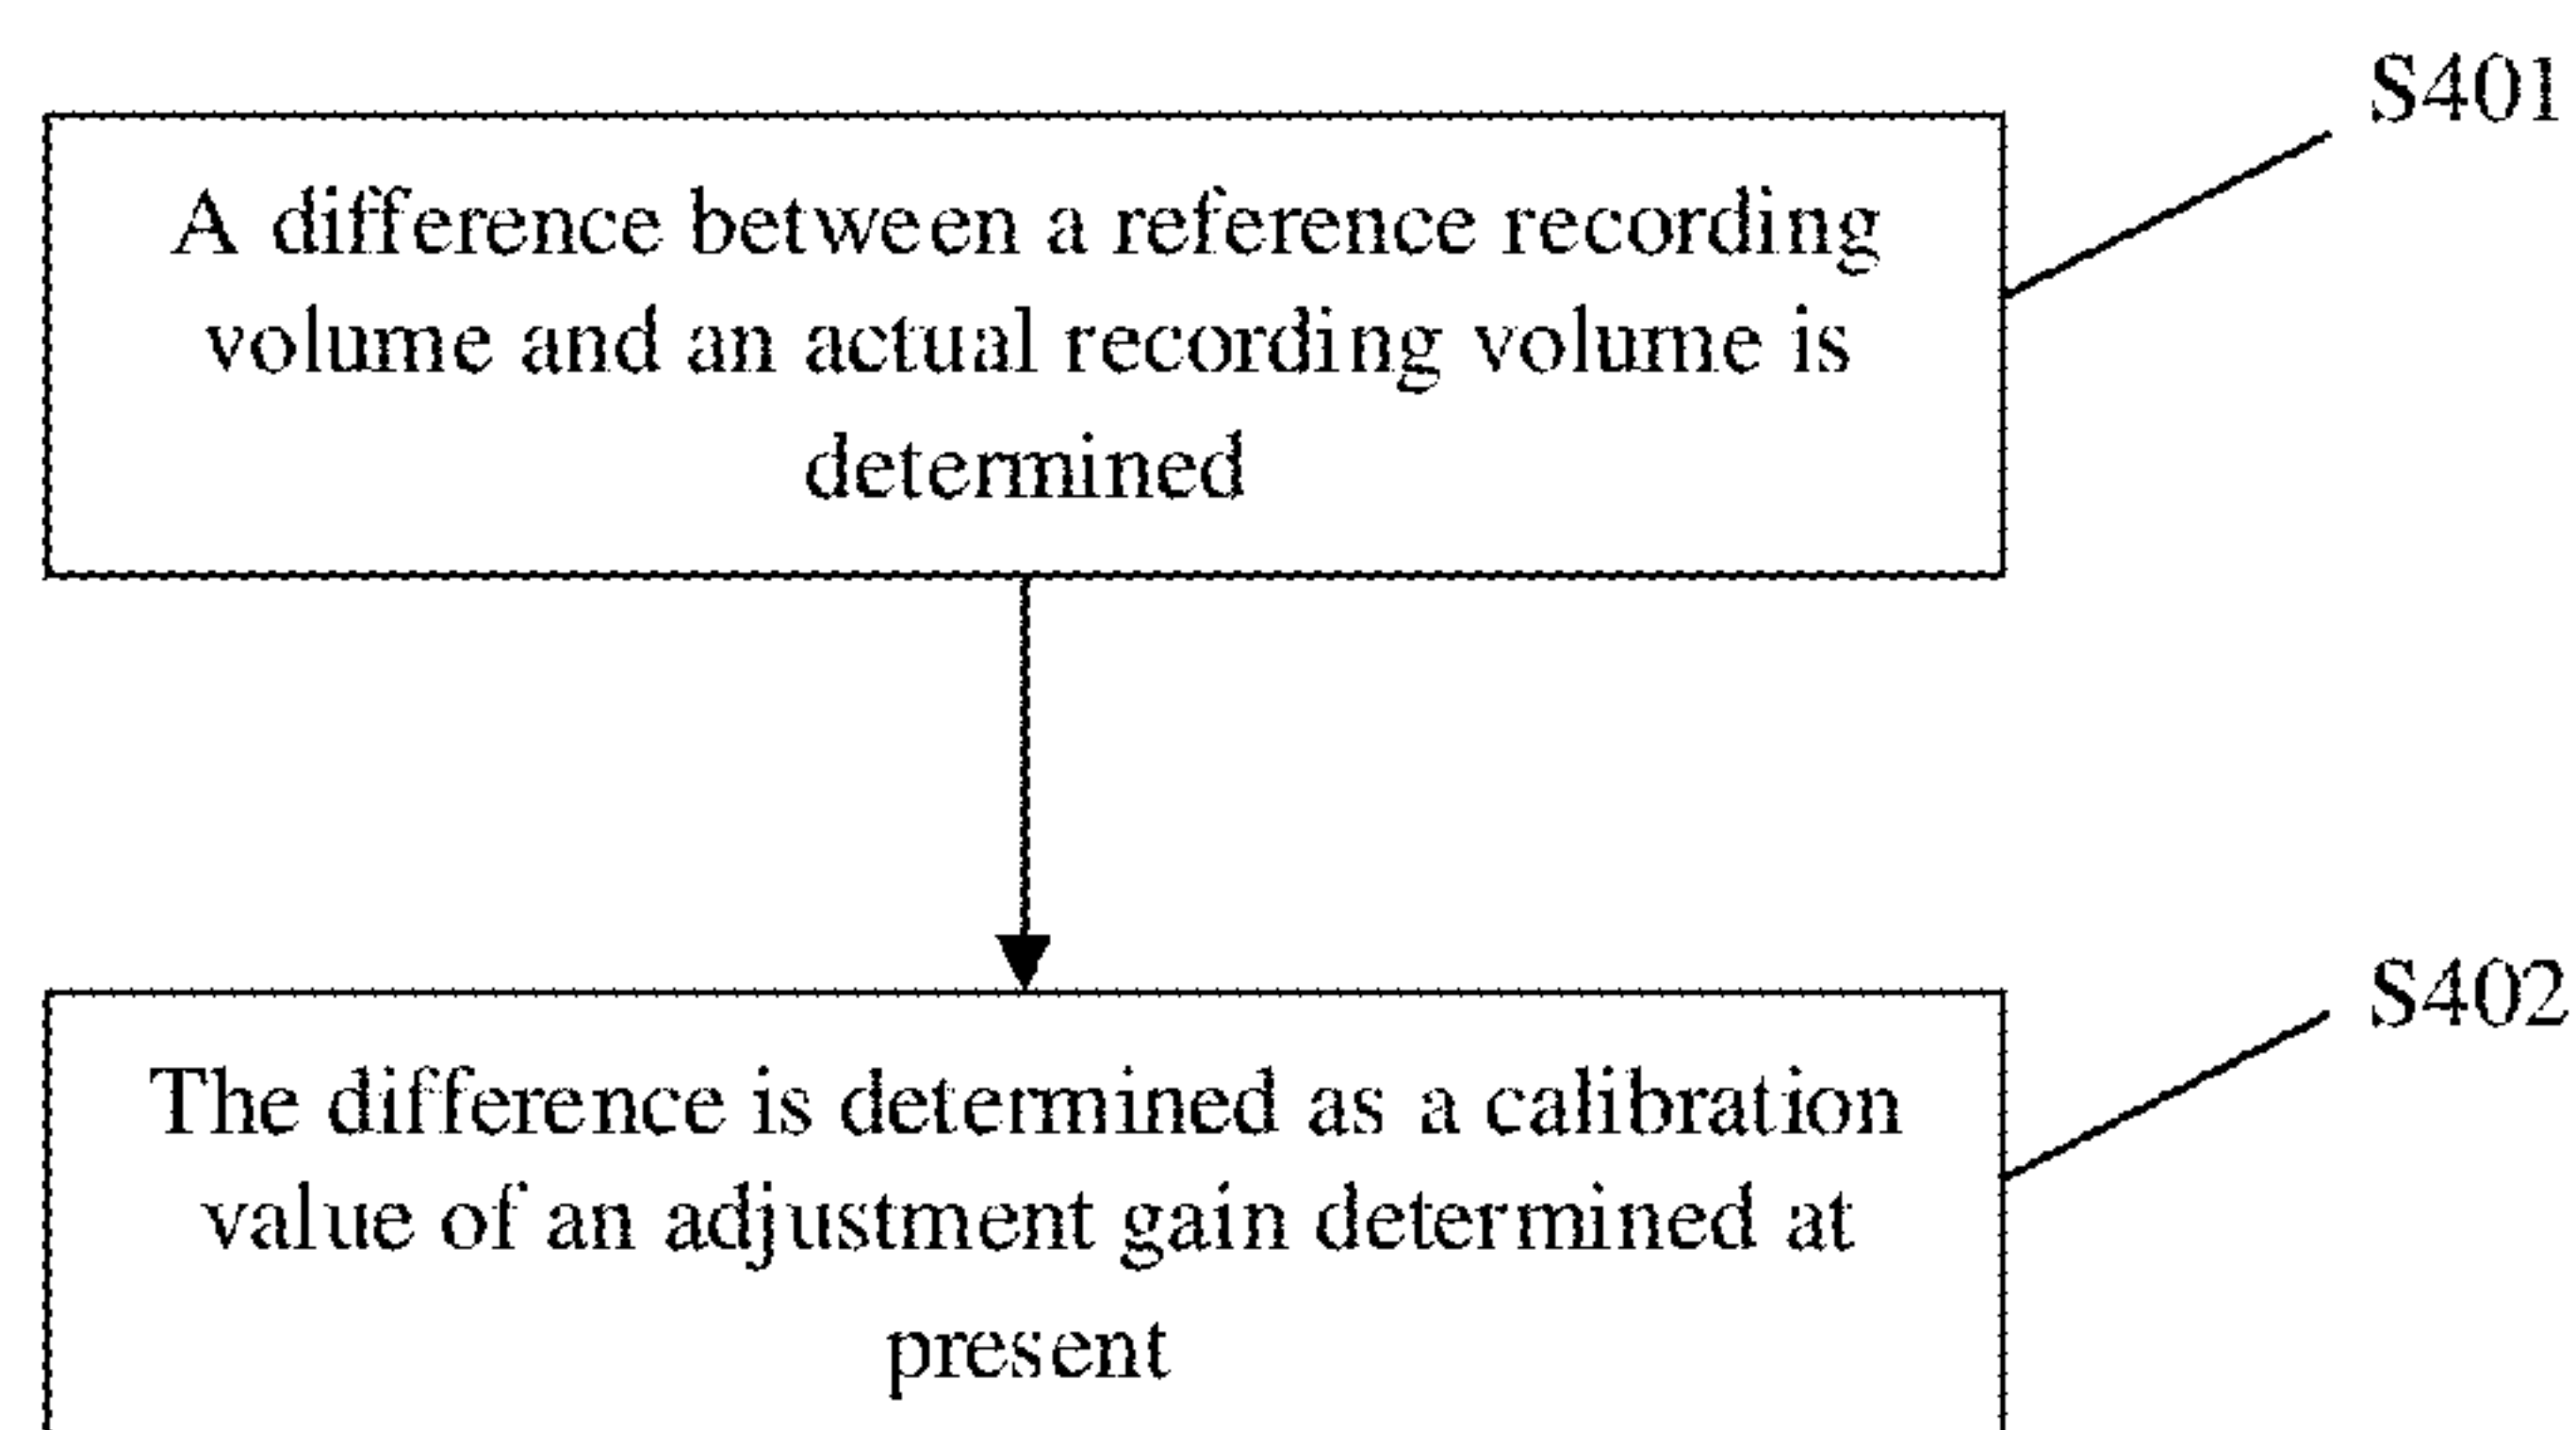 S401
A difference between a reference recording
volume and an actual recording volume is
determined
S402
The difference is determined as a calibration
value of an adjustment gain determined at
present